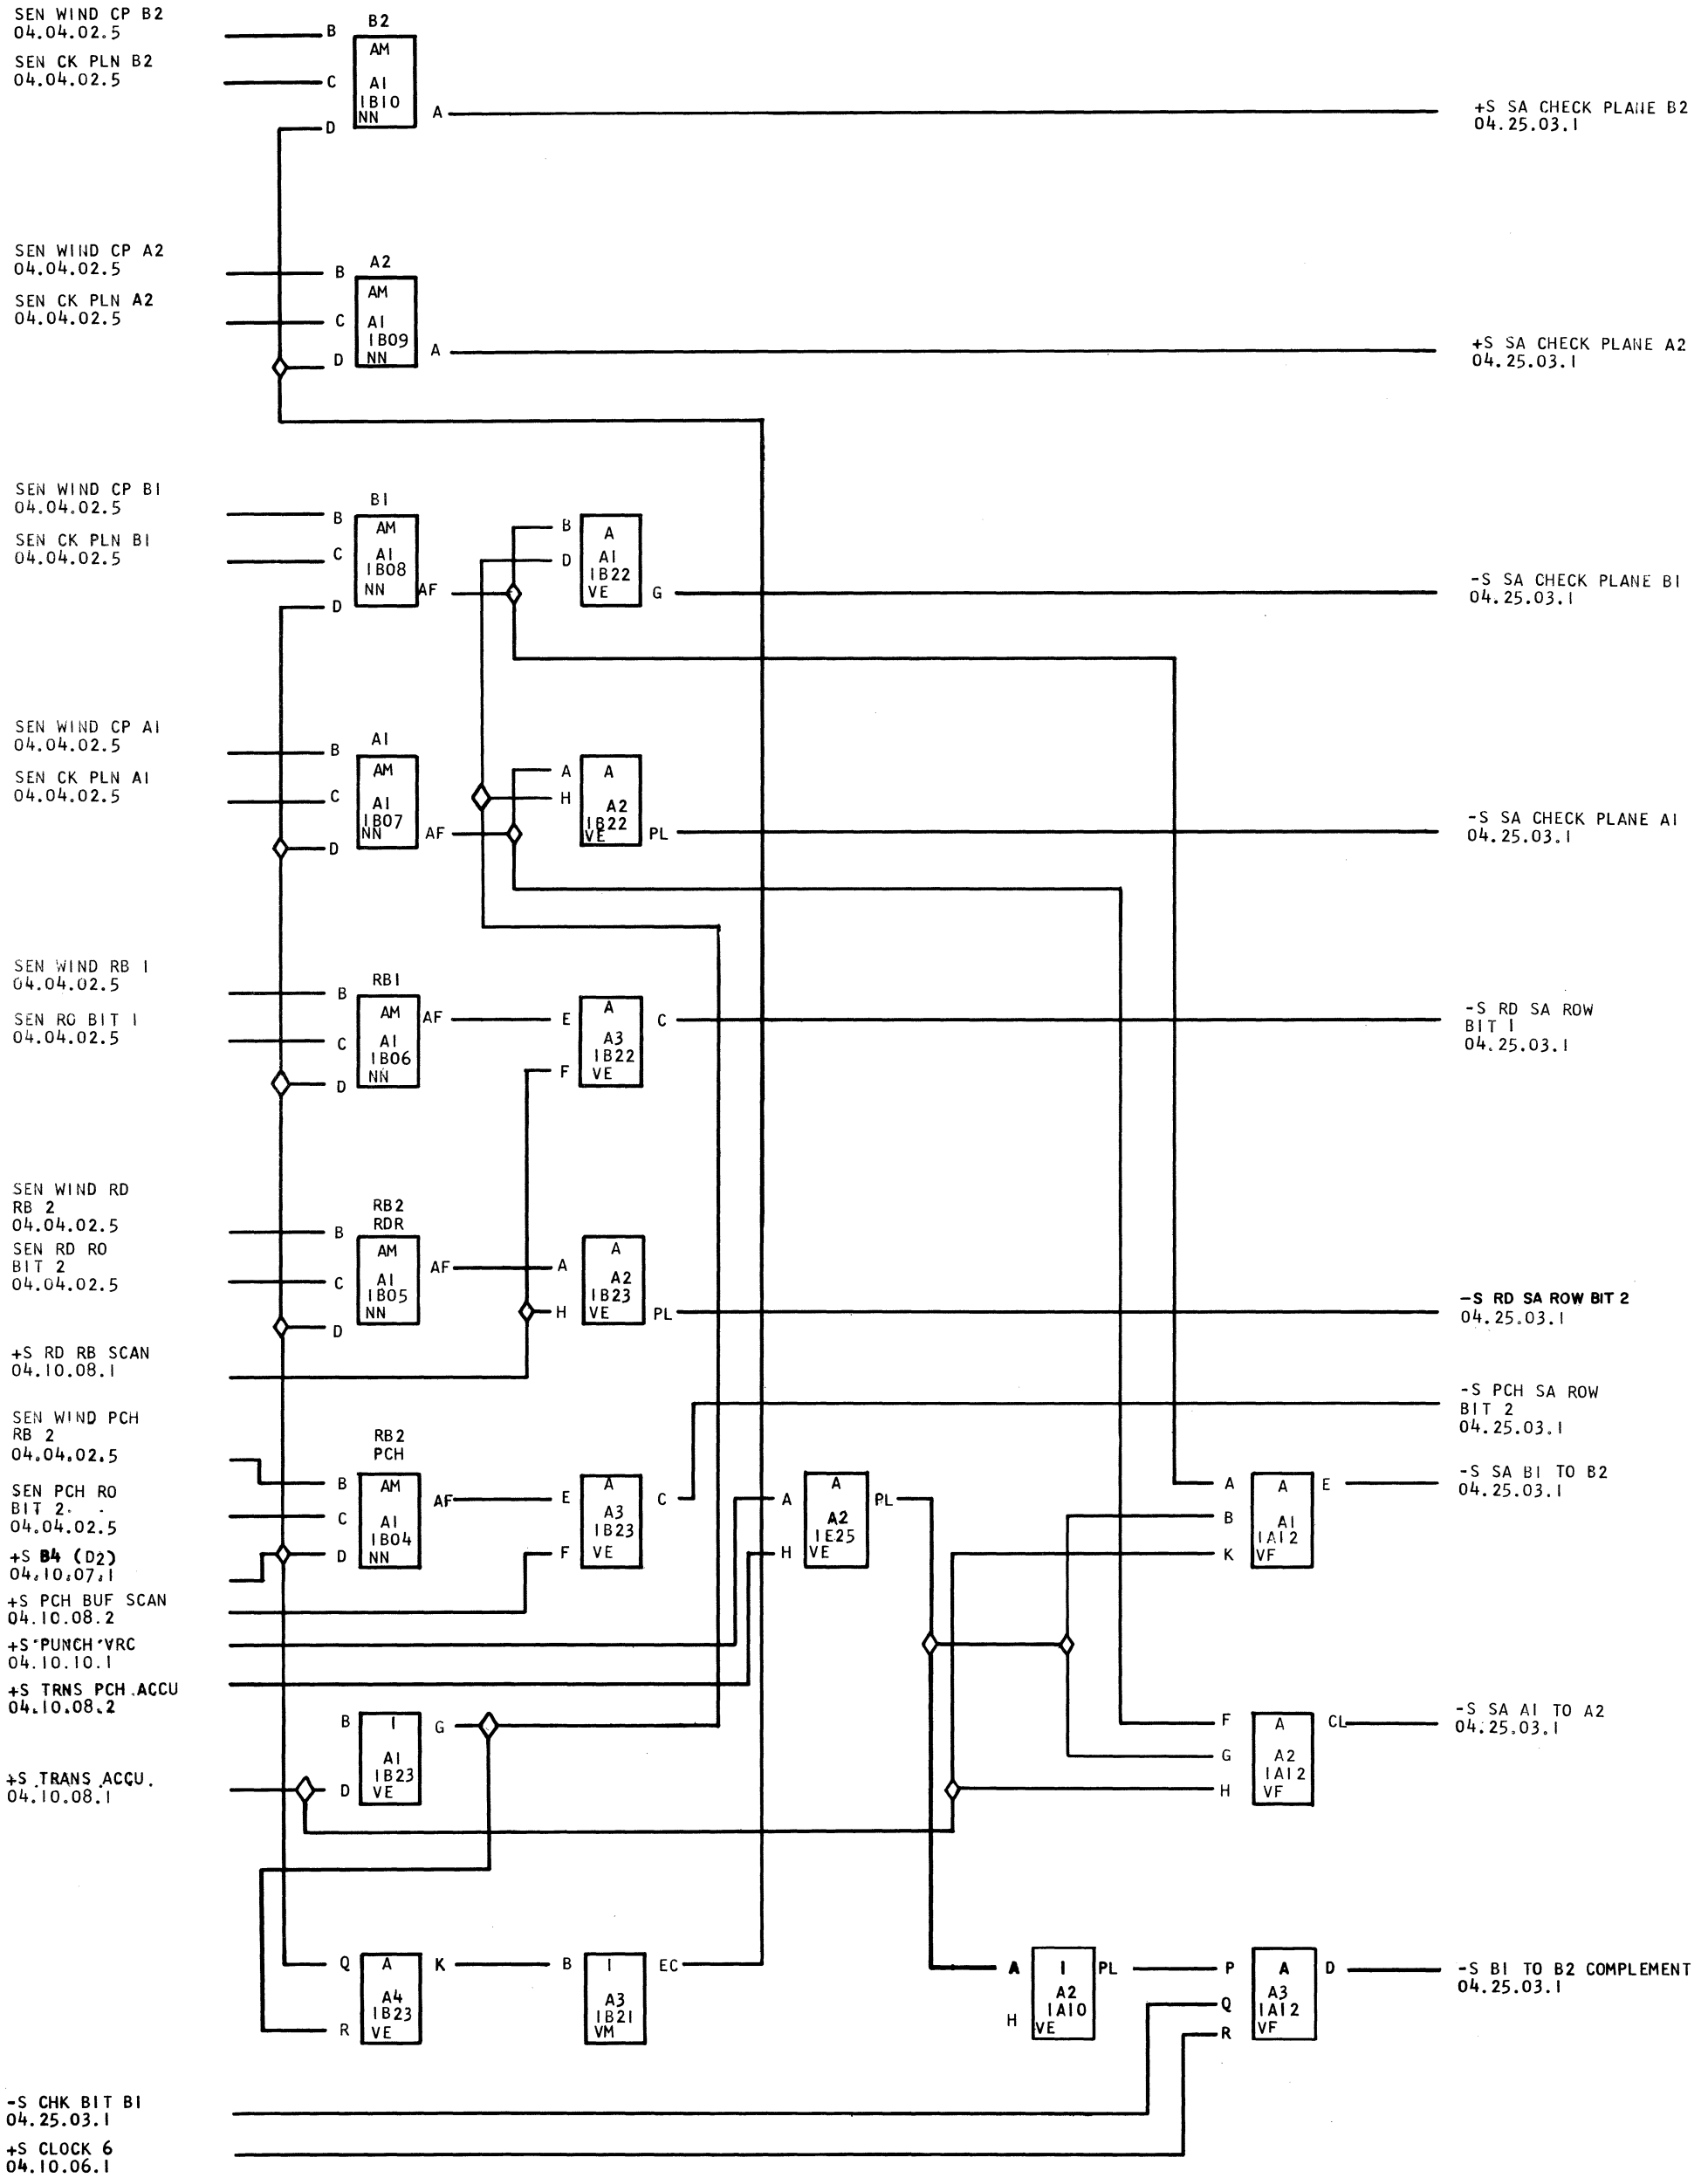 SEN WIND CP B2
04.04.02.5
SEN CK PLN B2
04.04.02.5
B
C
D
B2
AM
A1
1B10
NN
A
+S SA CHECK PLANE B2
04.25.03.1
SEN WIND CP A2
04.04.02.5
SEN CK PLN A2
04.04.02.5
B
C
D
A2
AM
A1
1B09
NN
A
+S SA CHECK PLANE A2
04.25.03.1
SEN WIND CP B1
04.04.02.5
SEN CK PLN B1
04.04.02.5
B
C
D
B1
AM
A1
1B08
NN
AF
B
D
A
A1
1B22
VE
G
-S SA CHECK PLANE B1
04.25.03.1
SEN WIND CP A1
04.04.02.5
SEN CK PLN A1
04.04.02.5
B
C
D
A1
AM
A1
1B07
NN
AF
A
H
A
A2
1B22
VE
PL
-S SA CHECK PLANE A1
04.25.03.1
SEN WIND RB 1
04.04.02.5
SEN RO BIT 1
04.04.02.5
B
C
D
RB1
AM
A1
1B06
NN
AF
E
F
A
A3
1B22
VE
C
-S RD SA ROW
BIT 1
04.25.03.1
SEN WIND RD
RB 2
04.04.02.5
SEN RD RO
BIT 2
04.04.02.5
B
C
D
RB2
RDR
AM
A1
1B05
NN
AF
A
H
A
A2
1B23
VE
PL
-S RD SA ROW BIT 2
04.25.03.1
+S RD RB SCAN
04.10.08.1
SEN WIND PCH
RB 2
04.04.02.5
SEN PCH RO
BIT 2
04.04.02.5
+S B4 (D2)
04.10.07.1
B
C
D
RB2
PCH
AM
A1
1B04
NN
AF
E
F
A
A3
1B23
VE
C
-S PCH SA ROW
BIT 2
04.25.03.1
A
H
A
A2
1E25
VE
PL
A
B
K
A
A1
1A12
VF
E
-S SA B1 TO B2
04.25.03.1
+S PCH BUF SCAN
04.10.08.2
+S PUNCH VRC
04.10.10.1
+S TRNS PCH ACCU
04.10.08.2
+S TRANS ACCU.
04.10.08.1
B
D
I
A1
1B23
VE
G
F
G
H
A
A2
1A12
VF
CL
-S SA A1 TO A2
04.25.03.1
Q
R
A
A4
1B23
VE
K
B
I
A3
1B21
VM
EC
A
H
I
A2
1A10
VE
PL
P
Q
R
A
A3
1A12
VF
D
-S B1 TO B2 COMPLEMENT
04.25.03.1
-S CHK BIT B1
04.25.03.1
+S CLOCK 6
04.10.06.1